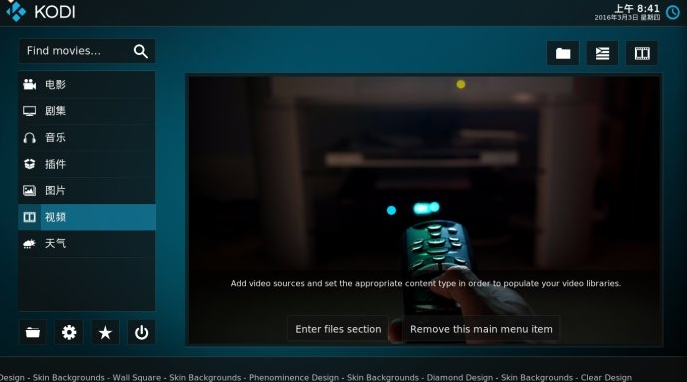 KODI
上午 8:41
2016年3月3日 星期四
Find movies...
电影
剧集
音乐
插件
图片
视频
天气
Add video sources and set the appropriate content type in order to populate your video libraries.
Enter files section
Remove this main menu item
Design - Skin Backgrounds - Wall Square - Skin Backgrounds - Phenominence Design - Skin Backgrounds - Diamond Design - Skin Backgrounds - Clear Design